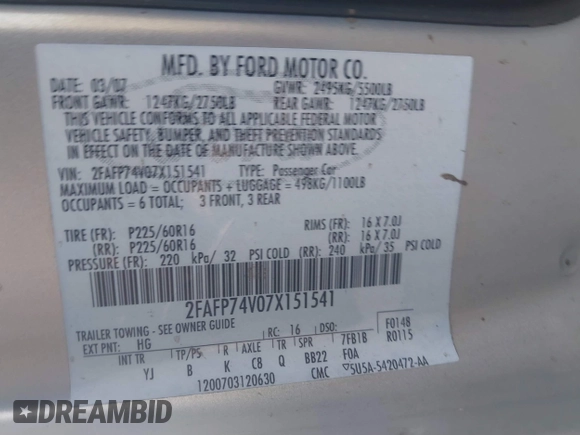 MFD. BY FORD MOTOR CO.
DATE: 03/07 GVWR: 2495KG/5500LB
FRONT GAWR: 1247KG/2750LB REAR GAWR: 1247KG/2750LB
THIS VEHICLE CONFORMS TO ALL APPLICABLE FEDERAL MOTOR
VEHICLE SAFETY, BUMPER, AND THEFT PREVENTION STANDARDS
IN EFFECT ON THE DATE OF MANUFACTURE SHOWN ABOVE.
VIN: 2FAFP74V07X151541 TYPE: Passenger Car
MAXIMUM LOAD = OCCUPANTS + LUGGAGE = 498KG/1100LB
OCCUPANTS = 6 TOTAL; 3 FRONT, 3 REAR
TIRE (FR): P225/60R16 RIMS (FR): 16 X 7.0J
(RR): P225/60R16 (RR): 16 X 7.0J
PRESSURE (FR): 220 kPa/ 32 PSI COLD (RR): 240 kPa/ 35 PSI COLD
2FAFP74V07X151541
TRAILER TOWING - SEE OWNER GUIDE
EXT PNT: HG RC: 16 DSO: F0148
INT TR TP/PS R AXLE TR SPR 7FB1B R0115
YJ B K C8 Q BB22 F0A
1200703120630 CMC ▽5U5A-5420472-AA
DREAMBID